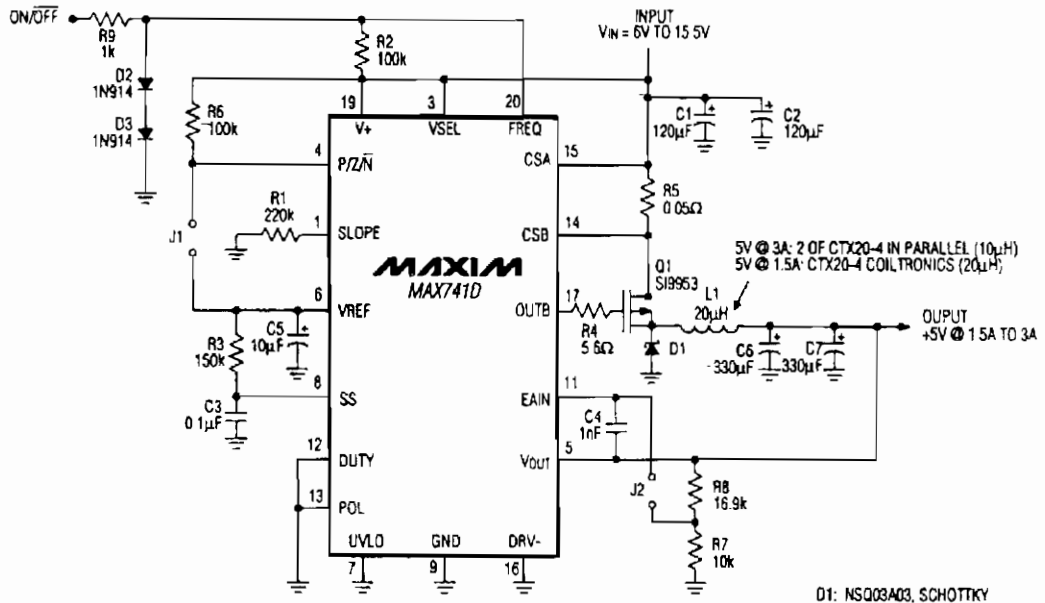 ON/OFF
R9
1k
D2
1N914
D3
1N914
R2
100k
R6
100k
INPUT
VIN = 6V TO 15 5V
C1
120µF
C2
120µF
19
V+
3
VSEL
20
FREQ
4
P/Z/N
15
CSA
R5
0.05Ω
J1
R1
220k
1
SLOPE
14
CSB
MAXIM
MAX741D
5V @ 3A: 2 OF CTX20-4 IN PARALLEL (10µH)
5V @ 1.5A: CTX20-4 COILTRONICS (20µH)
6
VREF
OUTB
17
R4
5.6Ω
Q1
SI9953
L1
20µH
D1
OUPUT
+5V @ 1.5A TO 3A
C6
330µF
C7
330µF
R3
150k
C5
10µF
C3
0 1µF
8
SS
11
EAIN
C4
1nF
12
DUTY
5
VOUT
13
POL
J2
R8
16.9k
R7
10k
UVLO
7
GND
9
DRV-
16
D1: NSQ03A03, SCHOTTKY